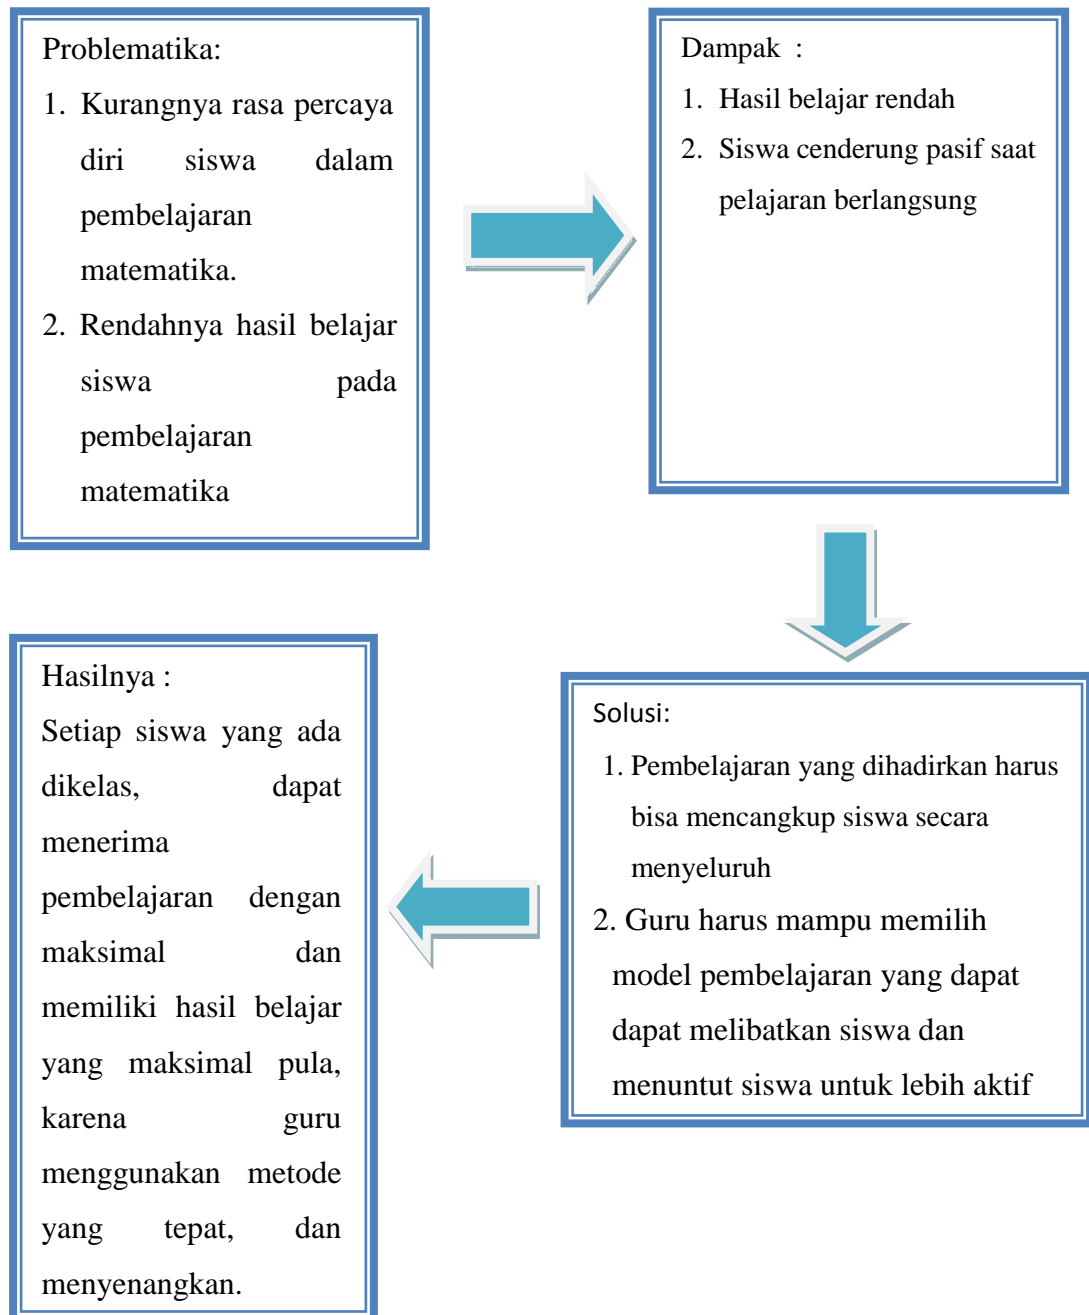 Problematika:
1. Kurangnya rasa percaya
diri siswa dalam
pembelajaran
matematika.
2. Rendahnya hasil belajar
siswa pada
pembelajaran
matematika
Dampak :
1. Hasil belajar rendah
2. Siswa cenderung pasif saat
pelajaran berlangsung
Solusi:
1. Pembelajaran yang dihadirkan harus
bisa mencangkup siswa secara
menyeluruh
2. Guru harus mampu memilih
model pembelajaran yang dapat
dapat melibatkan siswa dan
menuntut siswa untuk lebih aktif
Hasilnya :
Setiap siswa yang ada
dikelas, dapat
menerima
pembelajaran dengan
maksimal dan
memiliki hasil belajar
yang maksimal pula,
karena guru
menggunakan metode
yang tepat, dan
menyenangkan.